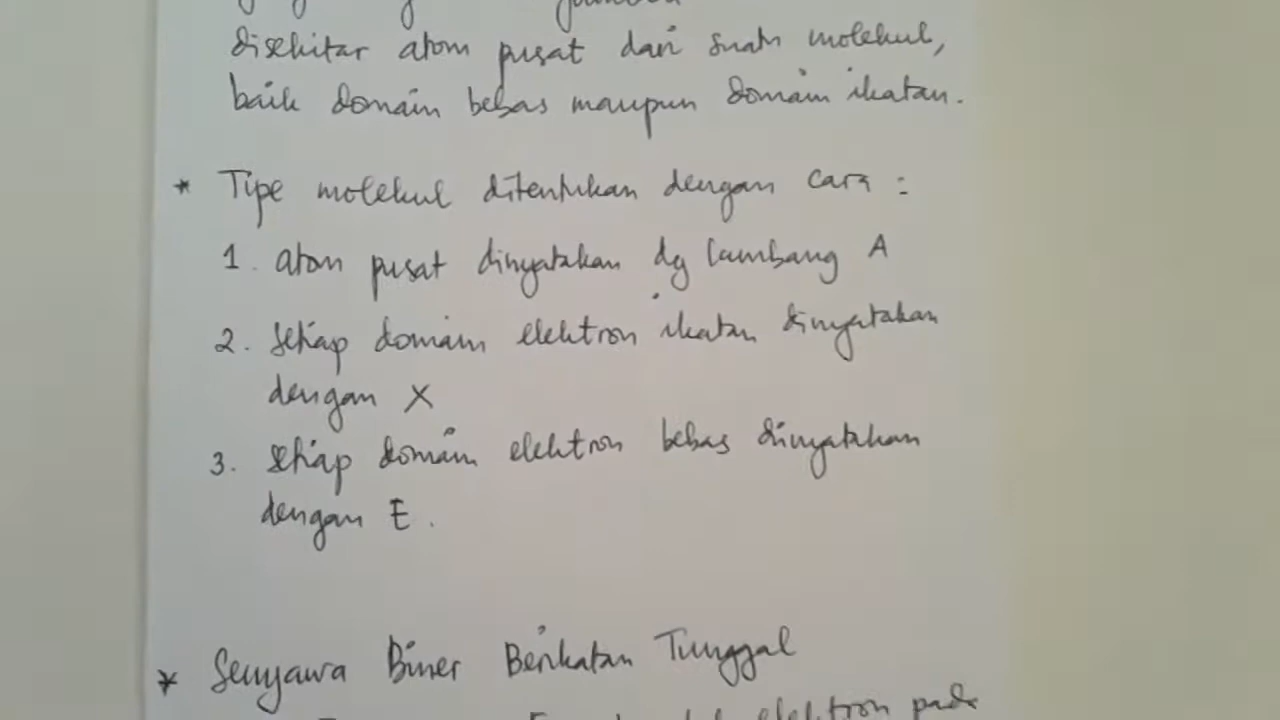 disekitar atom pusat dari suatu molekul,
baik domain bebas maupun domain ikatan.
* Tipe molekul ditentukan dengan cara :
1. atom pusat dinyatakan dg lambang A
2. setiap domain elektron ikatan dinyatakan
dengan X
3. setiap domain elektron bebas dinyatakan
dengan E.
* Senyawa Biner Berikatan Tunggal
elektron pada